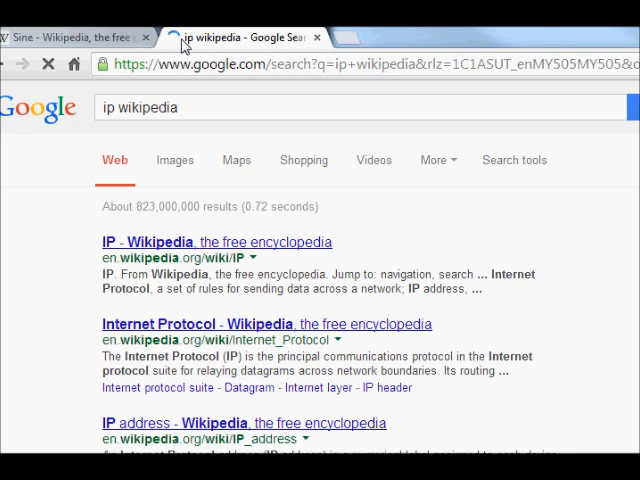 Sine - Wikipedia, the free
ip wikipedia - Google Sear
https://www.google.com/search?q=ip+wikipedia&rlz=1C1ASUT_enMY505MY505&o
Google
ip wikipedia
Web Images Maps Shopping Videos More Search tools
About 823,000,000 results (0.72 seconds)
IP - Wikipedia, the free encyclopedia
en.wikipedia.org/wiki/IP
IP. From Wikipedia, the free encyclopedia. Jump to: navigation, search ... Internet
Protocol, a set of rules for sending data across a network; IP address, ...
Internet Protocol - Wikipedia, the free encyclopedia
en.wikipedia.org/wiki/Internet_Protocol
The Internet Protocol (IP) is the principal communications protocol in the Internet
protocol suite for relaying datagrams across network boundaries. Its routing ...
Internet protocol suite - Datagram - Internet layer - IP header
IP address - Wikipedia, the free encyclopedia
en.wikipedia.org/wiki/IP_address